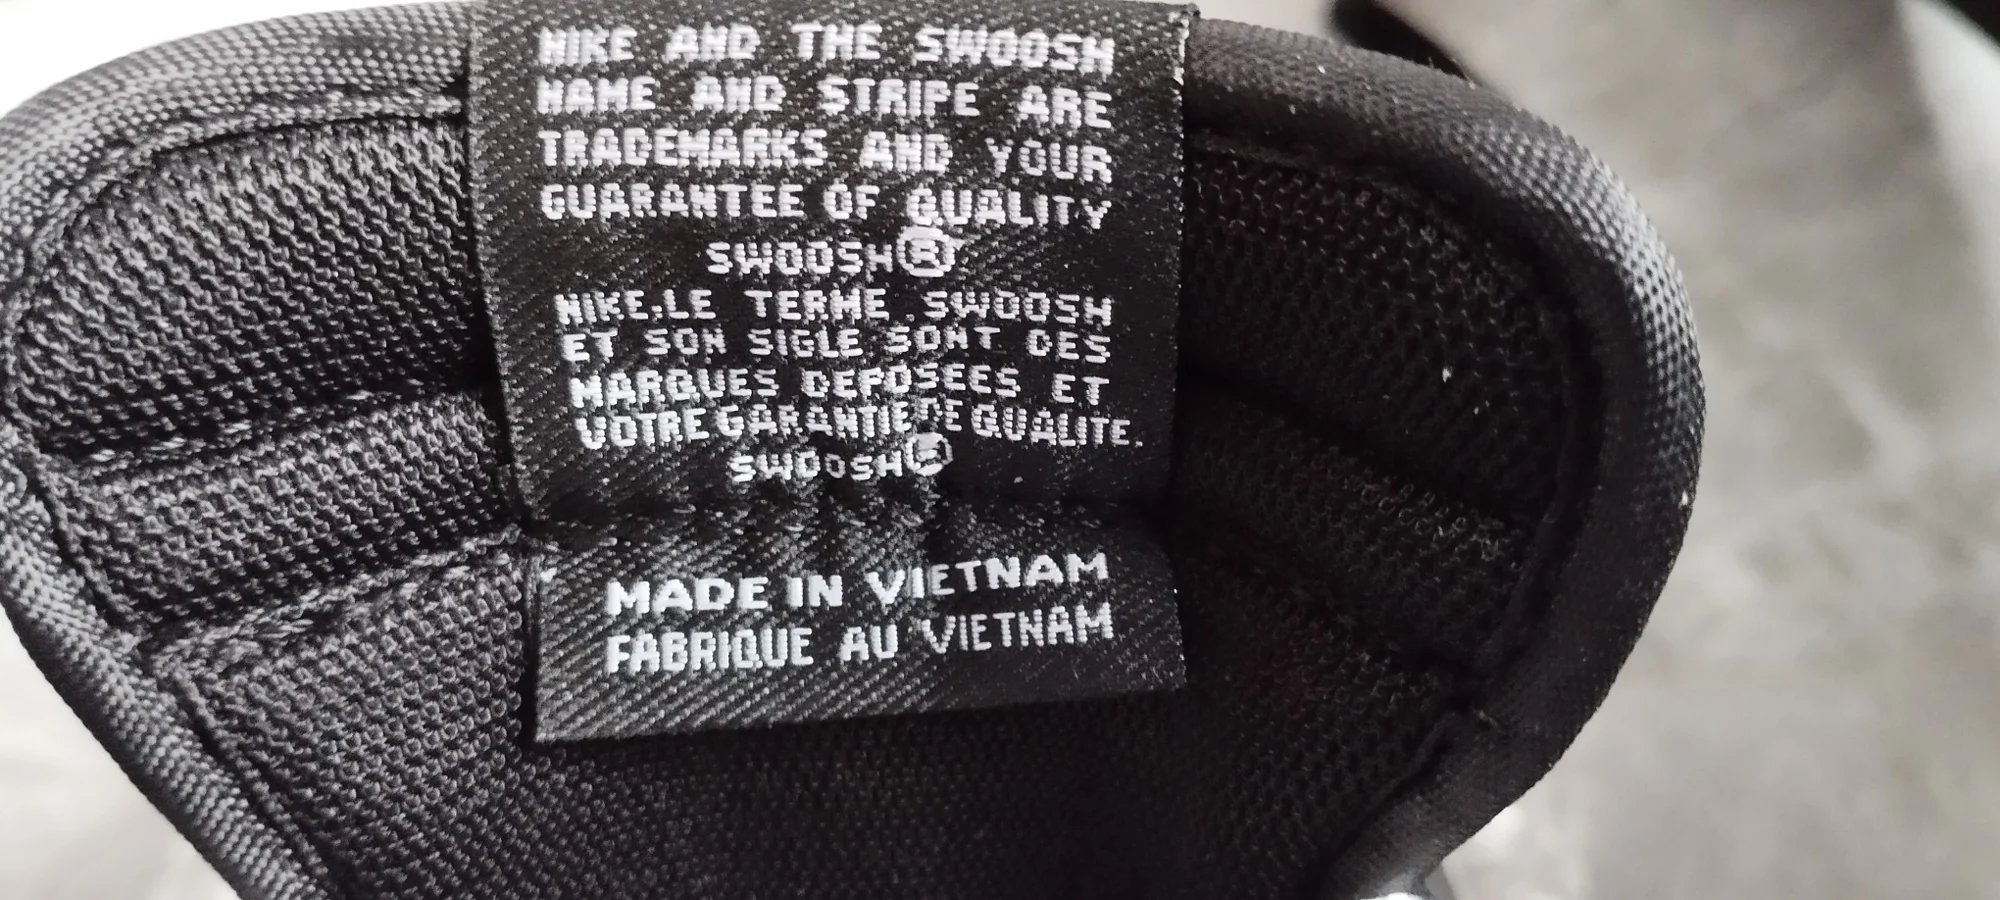 NIKE AND THE SWOOSH
NAME AND STRIPE ARE
TRADEMARKS AND YOUR
GUARANTEE OF QUALITY
SWOOSH®
NIKE.LE TERME SWOOSH
ET SON SIGLE SONT DES
MARQUES DEPOSEES ET
VOTRE GARANTIE DE QUALITE.
SWOOSH®
MADE IN VIETNAM
FABRIQUE AU VIETNAM